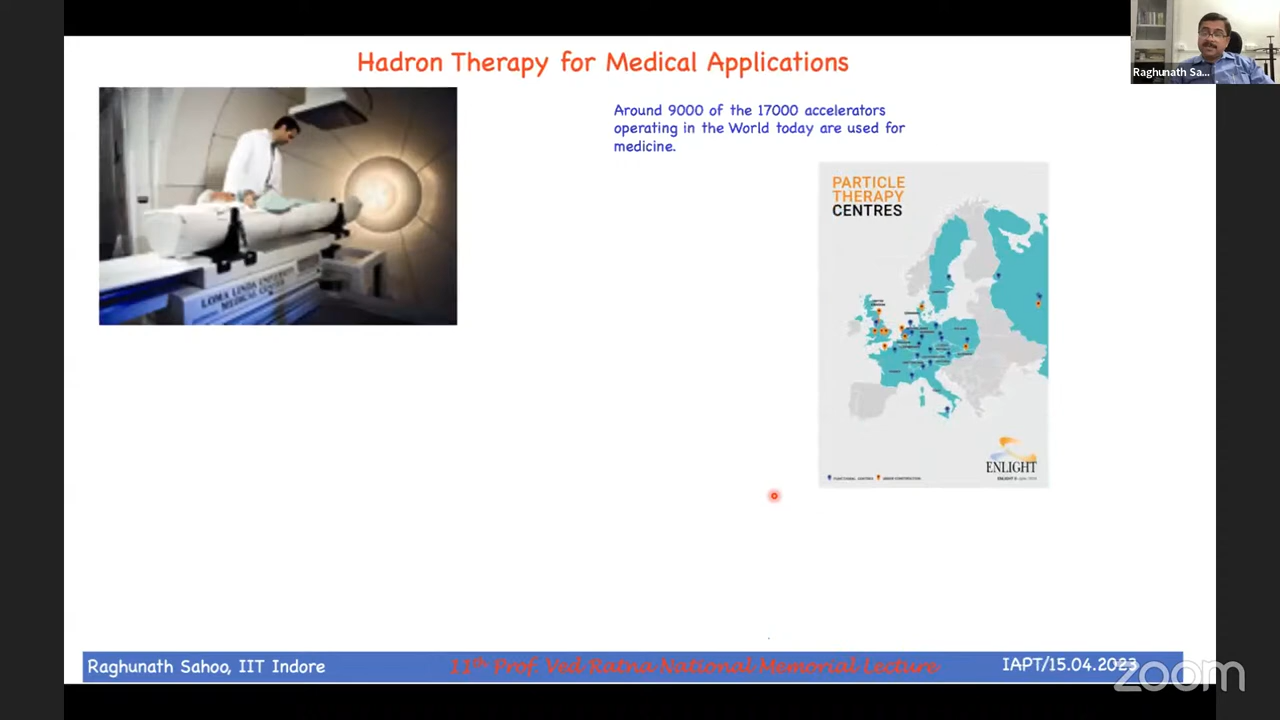 Hadron Therapy for Medical Applications
Raghunath Sa...
Around 9000 of the 17000 accelerators
operating in the World today are used for
medicine.
PARTICLE
THERAPY
CENTRES
LOMA LINDA UNIVERSITY
MEDICAL CENTER
ENLIGHT
Raghunath Sahoo, IIT Indore
IIth Prof. Ved Ratna National Memorial Lecture
IAPT/15.04.2023
zoom